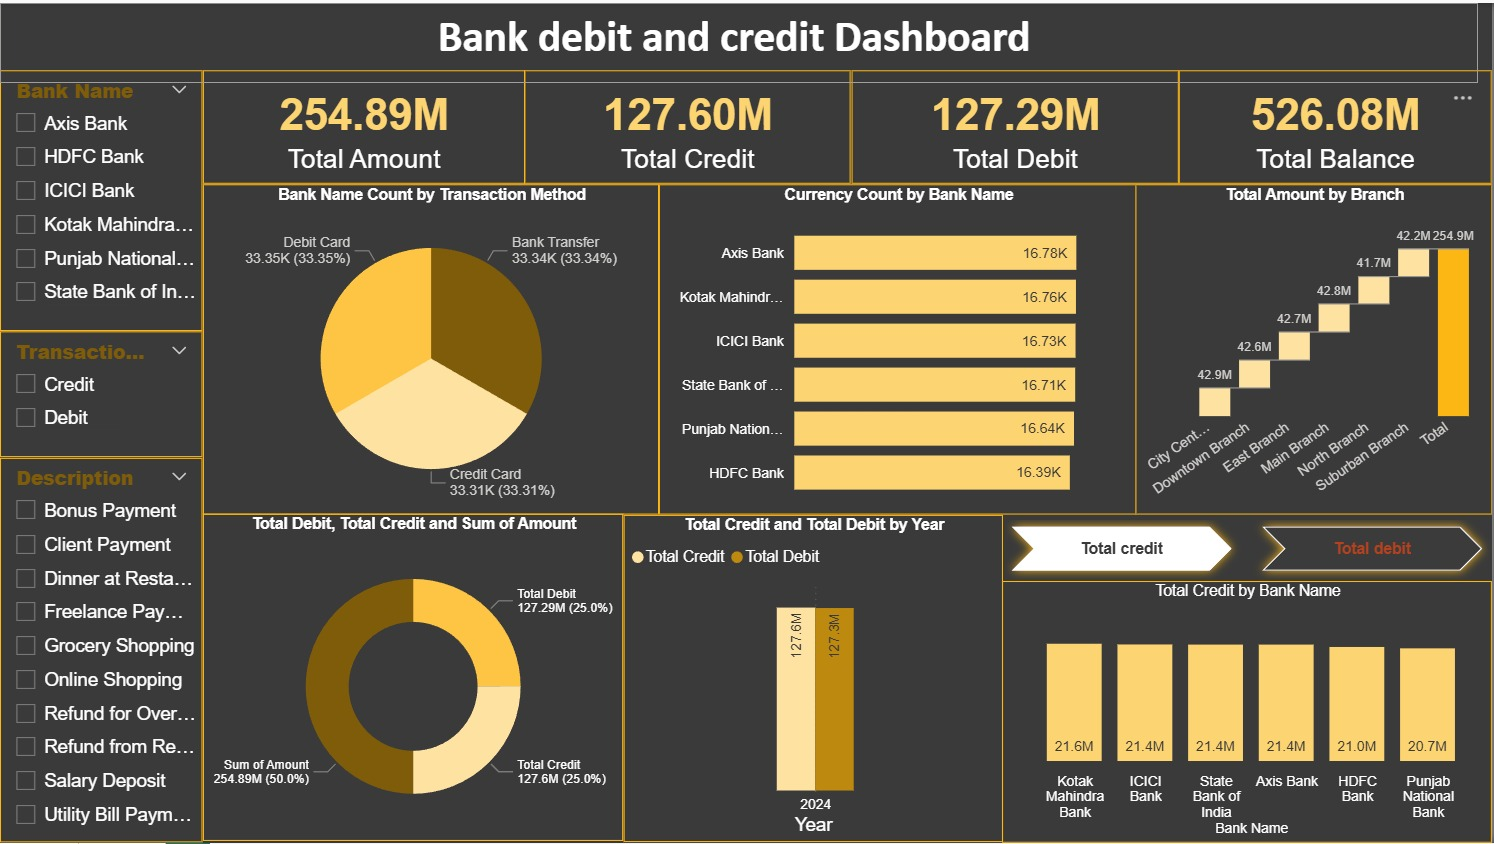 Bank debit and credit Dashboard
Bank Name
Axis Bank
HDFC Bank
ICICI Bank
Kotak Mahindra...
Punjab National...
State Bank of In...
Transactio...
Credit
Debit
Description
Bonus Payment
Client Payment
Dinner at Resta...
Freelance Pay...
Grocery Shopping
Online Shopping
Refund for Over...
Refund from Re...
Salary Deposit
Utility Bill Paym...
254.89M
Total Amount
127.60M
Total Credit
127.29M
Total Debit
526.08M
Total Balance
Bank Name Count by Transaction Method
Debit Card
33.35K (33.35%)
Bank Transfer
33.34K (33.34%)
Credit Card
33.31K (33.31%)
Currency Count by Bank Name
Axis Bank 16.78K
Kotak Mahindr... 16.76K
ICICI Bank 16.73K
State Bank of ... 16.71K
Punjab Nation... 16.64K
HDFC Bank 16.39K
Total Amount by Branch
42.9M
42.6M
42.7M
42.8M
41.7M
42.2M
254.9M
City Cent...
Downtown Branch
East Branch
Main Branch
North Branch
Suburban Branch
Total
Total Debit, Total Credit and Sum of Amount
Total Debit
127.29M (25.0%)
Sum of Amount
254.89M (50.0%)
Total Credit
127.6M (25.0%)
Total Credit and Total Debit by Year
Total Credit Total Debit
127.6M
127.3M
2024
Year
Total credit
Total debit
Total Credit by Bank Name
21.6M
21.4M
21.4M
21.4M
21.0M
20.7M
Kotak
Mahindra
Bank
ICICI
Bank
State
Bank of
India
Axis Bank
HDFC
Bank
Punjab
National
Bank
Bank Name